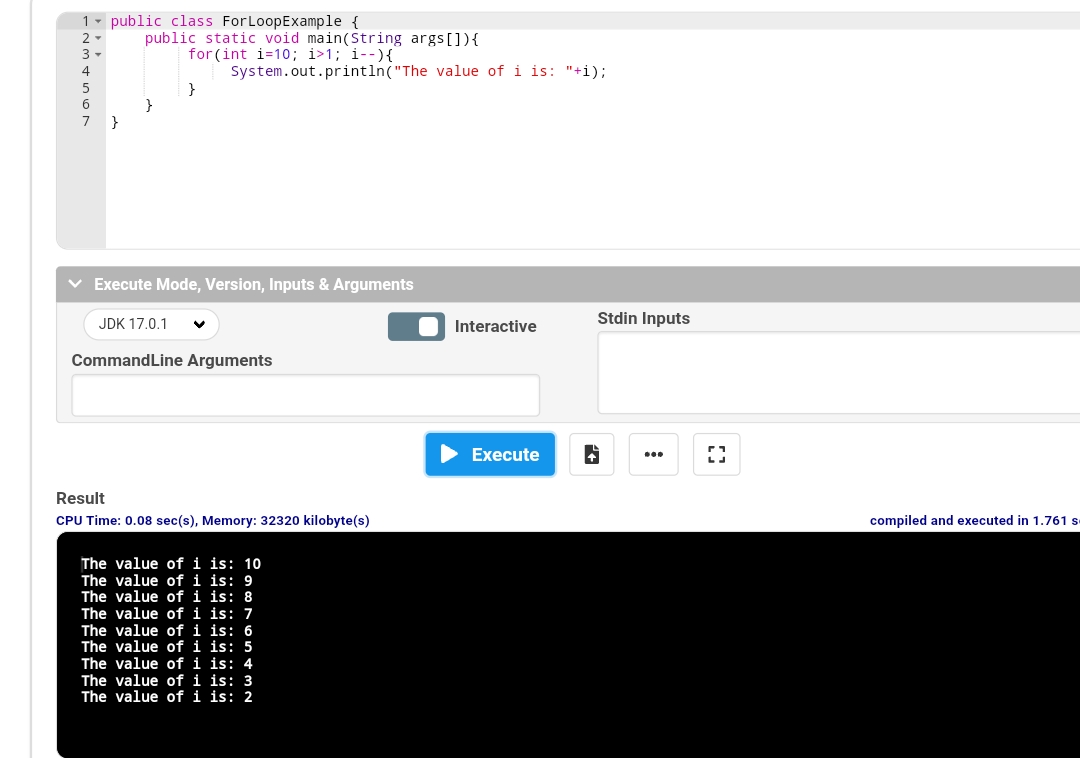 1 public class ForLoopExample {
2     public static void main(String args[]){
3         for(int i=10; i>1; i--){
4             System.out.println("The value of i is: "+i);
5         }
6     }
7 }
Execute Mode, Version, Inputs & Arguments
JDK 17.0.1
Interactive
Stdin Inputs
CommandLine Arguments
Execute
Result
CPU Time: 0.08 sec(s), Memory: 32320 kilobyte(s)
compiled and executed in 1.761
The value of i is: 10
The value of i is: 9
The value of i is: 8
The value of i is: 7
The value of i is: 6
The value of i is: 5
The value of i is: 4
The value of i is: 3
The value of i is: 2